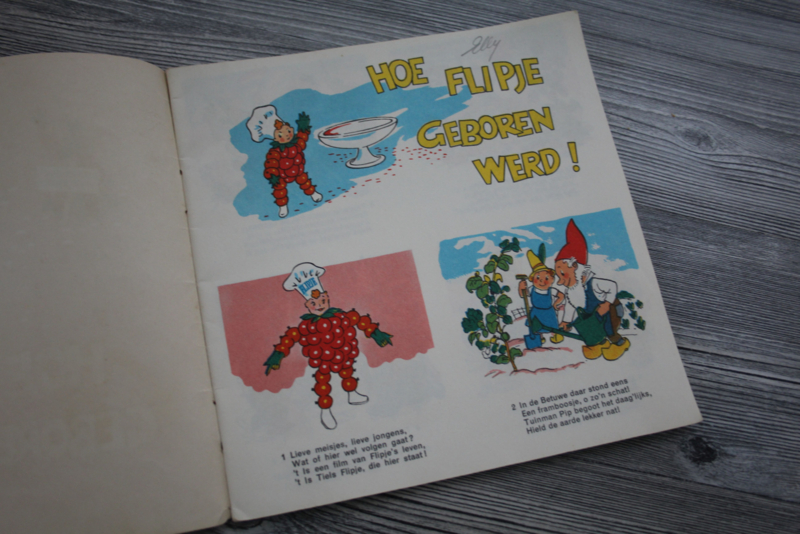 Elly
HOE FLIPJE
GEBOREN
WERD!
1 Lieve meisjes, lieve jongens,
Wat of hier wel volgen gaat?
't Is een film van Flipje's leven,
't Is Tiels Flipje, die hier staat!
2 In de Betuwe daar stond eens
Een framboosje, o zo'n schat!
Tuinman Pip begoot het daag'lijks,
Hield de aarde lekker nat!